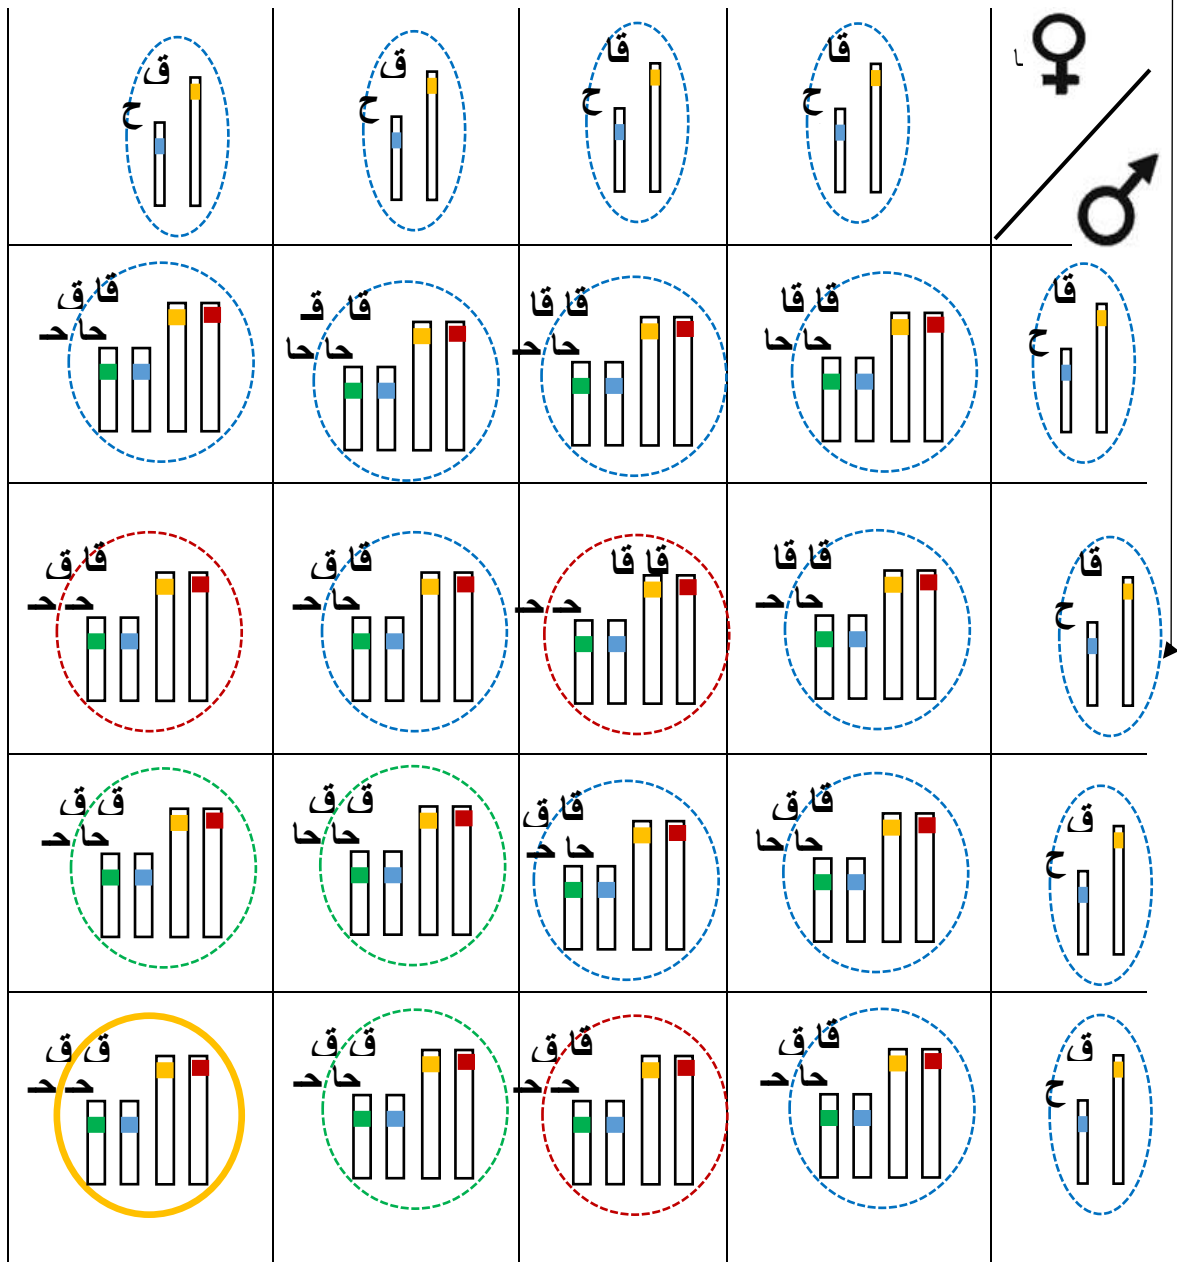 قا
ح
قا
ح
ق
ح
ق
ح
قا
ح
قا قا
حا حا
قا قا
حا حـ
قا قـ
حا حا
قا ق
حا حـ
قا
ح
قا قا
حا حـ
قا قا
حـ حـ
قا ق
حا حـ
قا ق
حـ حـ
ق
ح
قا ق
حا حا
قا ق
حا حـ
ق ق
حا حا
ق ق
حا حـ
ق
ح
قا ق
حا حـ
قا ق
حـ حـ
ق ق
حا حـ
ق ق
حـ حـ